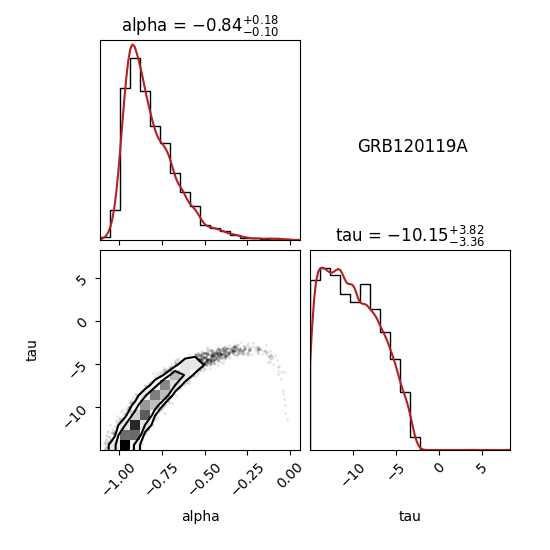 alpha = −0.84+0.18 −0.10
GRB120119A
tau = −10.15+3.82 −3.36
5
0
−5
−10
tau
−1.00 −0.75 −0.50 −0.25 0.00
alpha
−10 −5 0 5
tau